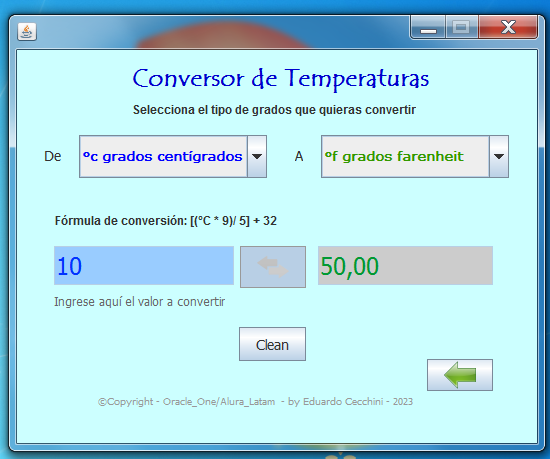 Conversor de Temperaturas
Selecciona el tipo de grados que quieras convertir
De ºc grados centígrados A ºf grados farenheit
Fórmula de conversión: [(°C * 9)/ 5] + 32
10 50,00
Ingrese aquí el valor a convertir
Clean
©Copyright - Oracle_One/Alura_Latam - by Eduardo Cecchini - 2023